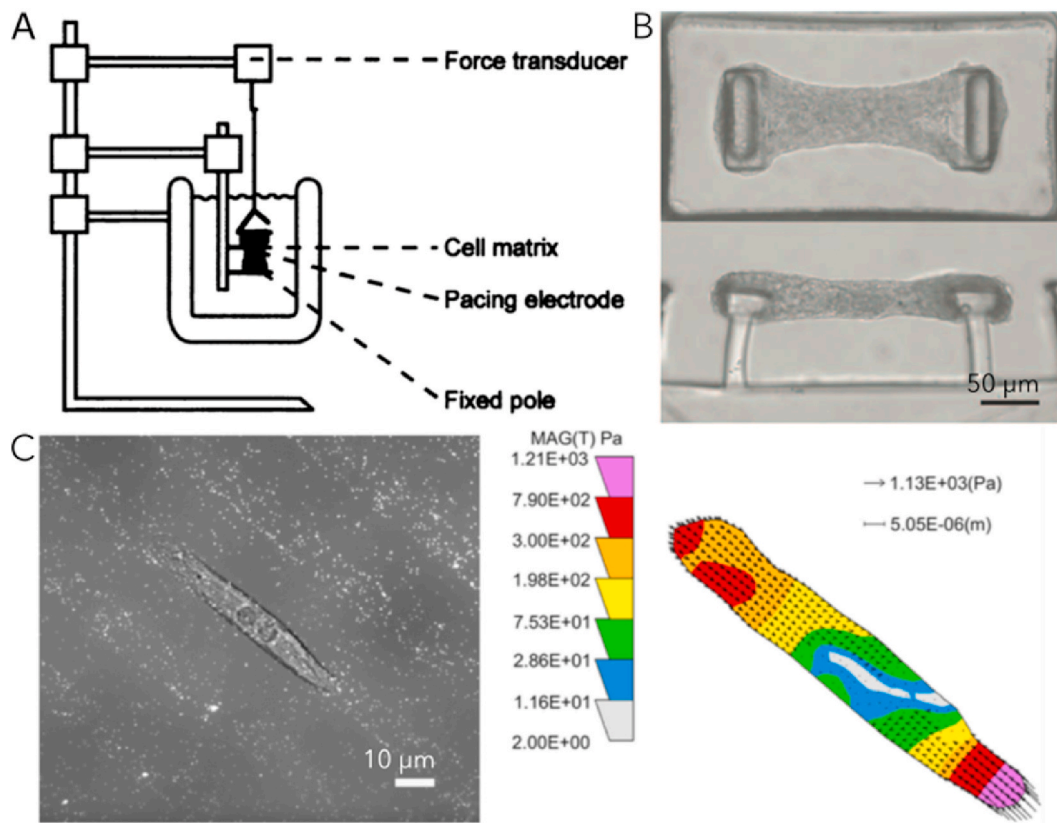 A
Force transducer
Cell matrix
Pacing electrode
Fixed pole
B
50 µm
C
10 µm
MAG(T) Pa
1.21E+03
7.90E+02
3.00E+02
1.98E+02
7.53E+01
2.86E+01
1.16E+01
2.00E+00
1.13E+03(Pa)
5.05E-06(m)